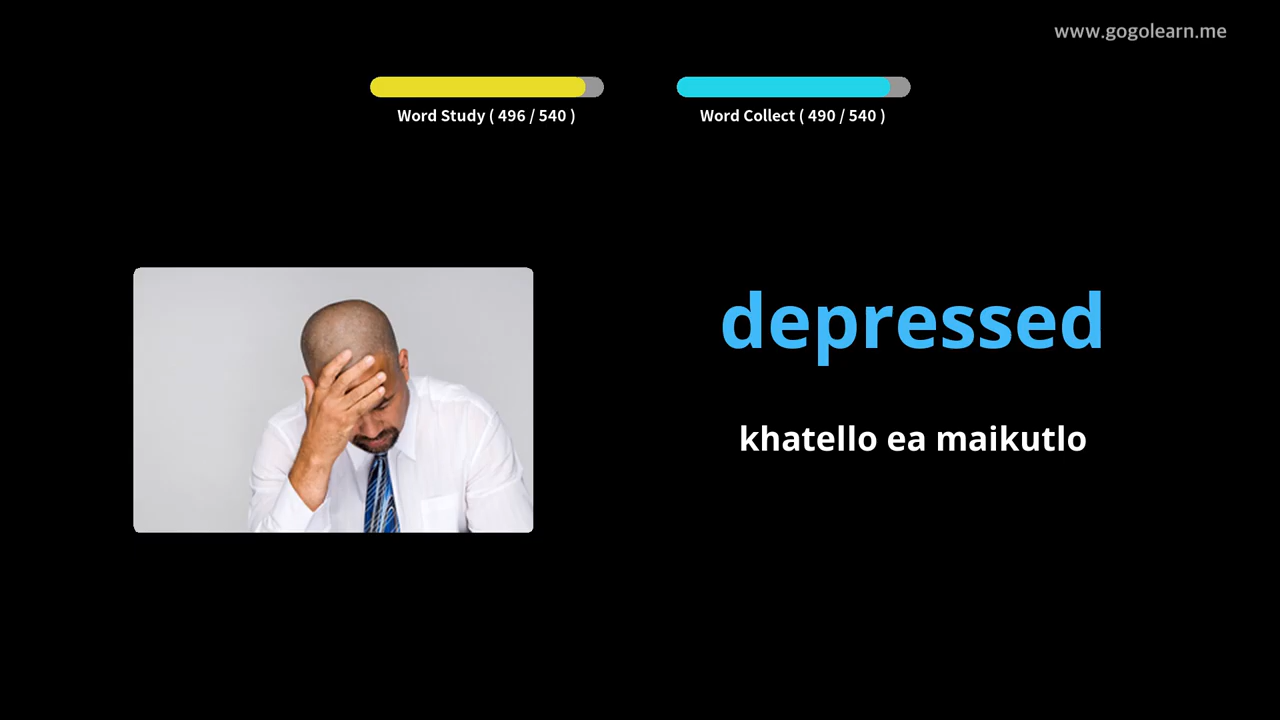 www.gogolearn.me
Word Study ( 496 / 540 )
Word Collect ( 490 / 540 )
depressed
khatello ea maikutlo